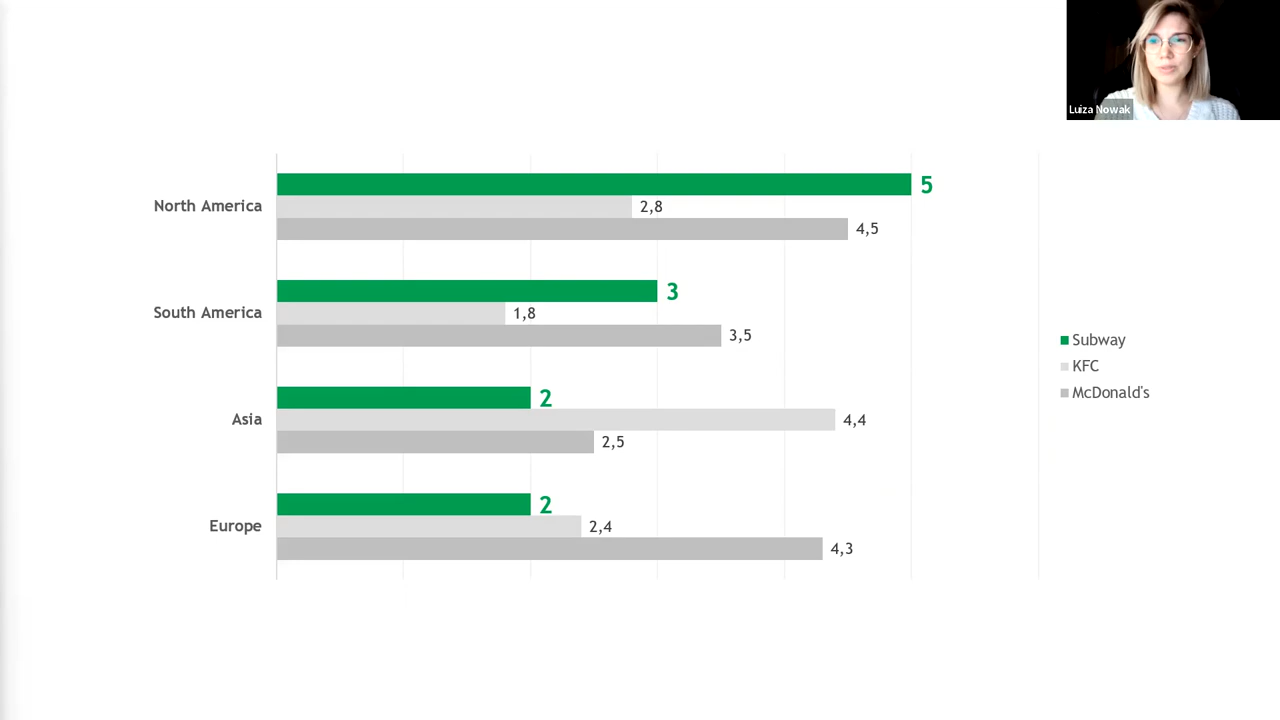 Luiza Nowak
5
North America
2,8
4,5
3
South America
1,8
3,5
Subway
KFC
McDonald's
2
Asia
4,4
2,5
2
Europe
2,4
4,3